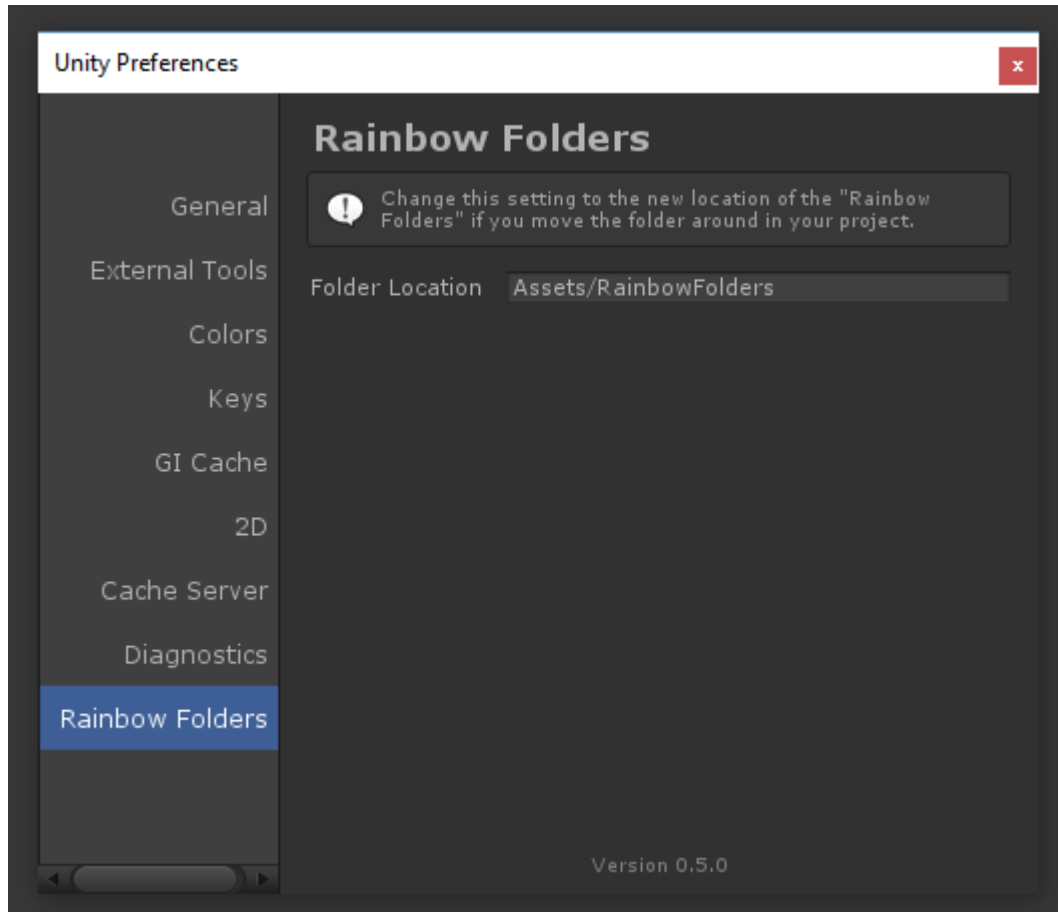 Unity Preferences
x
General
External Tools
Colors
Keys
GI Cache
2D
Cache Server
Diagnostics
Rainbow Folders
Rainbow Folders
Change this setting to the new location of the "Rainbow
Folders" if you move the folder around in your project.
Folder Location Assets/RainbowFolders
Version 0.5.0